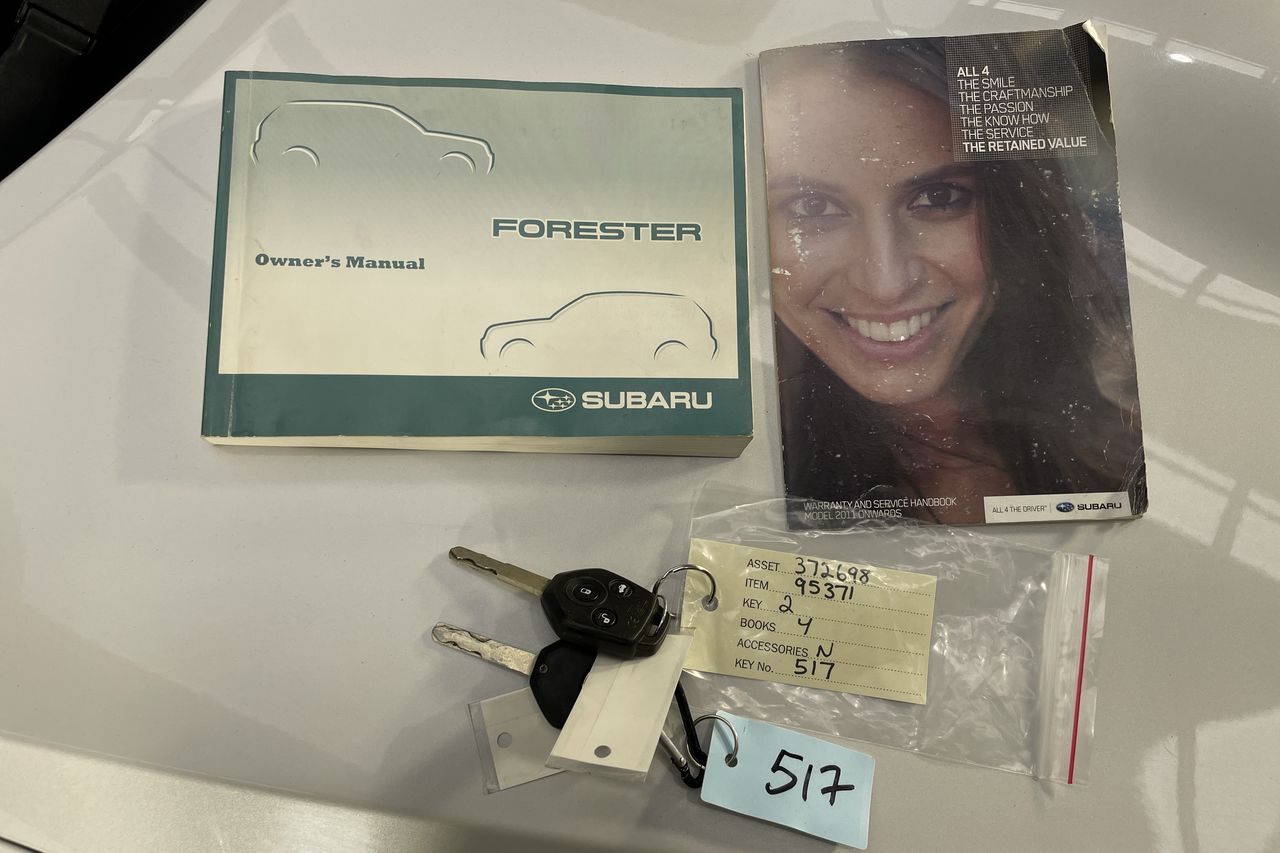 FORESTER
Owner's Manual
SUBARU
ALL 4
THE SMILE
THE CRAFTMANSHIP
THE PASSION
THE KNOW HOW
THE SERVICE
THE RETAINED VALUE
WARRANTY AND SERVICE HANDBOOK
MODEL 2011 ONWARDS
ALL 4 THE DRIVER™ SUBARU
ASSET 372698
ITEM 95371
KEY 2
BOOKS 4
ACCESSORIES N
KEY No. 517
517